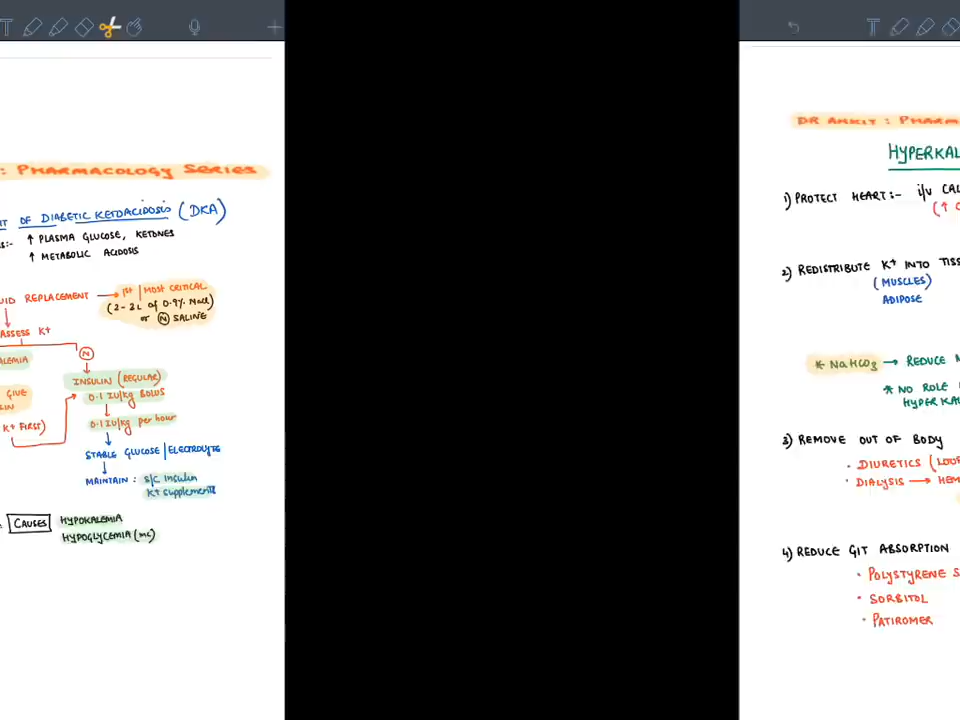 : PHARMACOLOGY SERIES
OF DIABETIC KETOACIDOSIS (DKA)
↑ PLASMA GLUCOSE, KETONES
↑ METABOLIC ACIDOSIS
REPLACEMENT → 1st | MOST CRITICAL
(2-3L of 0.9% NaCl)
or (N) SALINE
ASSESS K+
(N)
INSULIN (REGULAR)
0.1 IU/kg BOLUS
GIVE
K+ FIRST)
0.1 IU/kg per hour
STABLE GLUCOSE | ELECTROLYTE
MAINTAIN : S/C Insulin
K+ supplements
CAUSES HYPOKALEMIA
HYPOGLYCEMIA (mc)
DR ANKIT : PHARM
HYPERKAL
1) PROTECT HEART:- i/v CAL
(↑ C
2) REDISTRIBUTE K+ INTO TISS
(MUSCLES)
ADIPOSE
* NaHCO3 → REDUCE
* NO ROLE
HYPERKA
3) REMOVE OUT OF BODY
• DIURETICS (LOO
• DIALYSIS → HEM
4) REDUCE GIT ABSORPTION
• POLYSTYRENE S
• SORBITOL
• PATIROMER